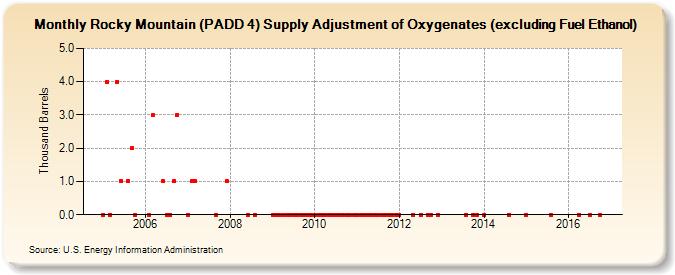 Monthly Rocky Mountain (PADD 4) Supply Adjustment of Oxygenates (excluding Fuel Ethanol)
Thousand Barrels
5.0
4.0
3.0
2.0
1.0
0.0
2006 2008 2010 2012 2014 2016
Source: U.S. Energy Information Administration